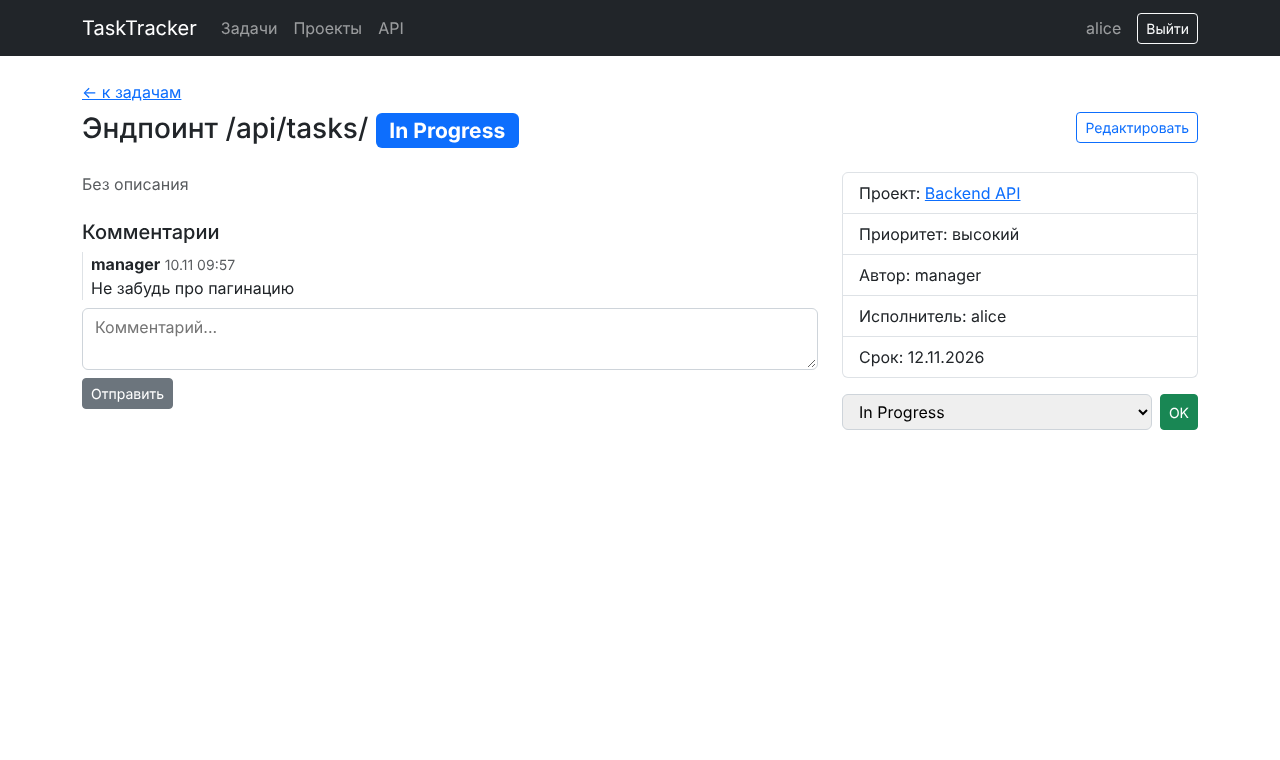 TaskTracker Задачи Проекты API alice Выйти
← к задачам
Эндпоинт /api/tasks/ In Progress Редактировать
Без описания
Комментарии
manager 10.11 09:57
Не забудь про пагинацию
Комментарий...
Отправить
Проект: Backend API
Приоритет: высокий
Автор: manager
Исполнитель: alice
Срок: 12.11.2026
In Progress OK